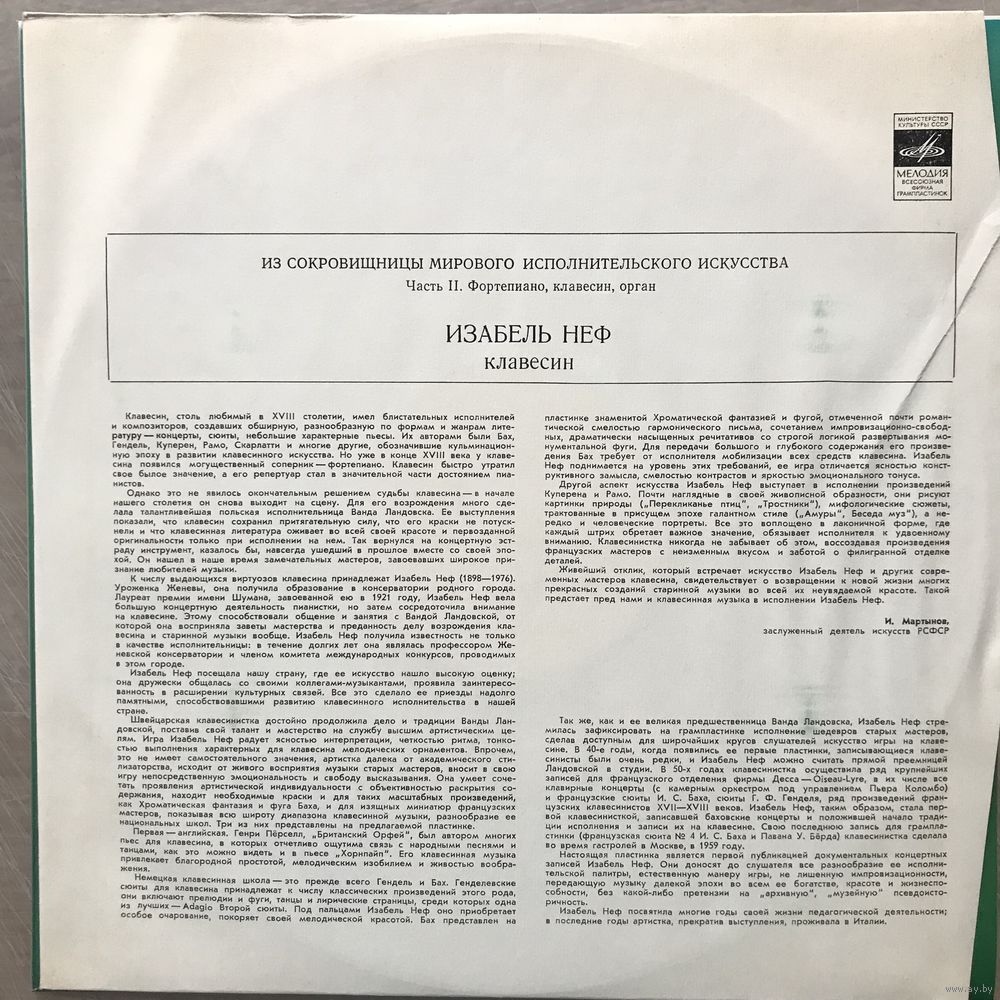 МИНИСТЕРСТВО
КУЛЬТУРЫ СССР
МЕЛОДИЯ
ВСЕСОЮЗНАЯ
ФИРМА
ГРАМПЛАСТИНОК
ИЗ СОКРОВИЩНИЦЫ МИРОВОГО ИСПОЛНИТЕЛЬСКОГО ИСКУССТВА
Часть II. Фортепиано, клавесин, орган
ИЗАБЕЛЬ НЕФ
клавесин
Клавесин, столь любимый в XVIII столетии, имел блистательных исполнителей
и композиторов, создавших обширную, разнообразную по формам и жанрам лите-
ратуру — концерты, сюиты, небольшие характерные пьесы. Их авторами были Бах,
Гендель, Куперен, Рамо, Скарлатти и многие другие, обозначившие кульминацион-
ную эпоху в развитии клавесинного искусства. Но уже в конце XVIII века у клаве-
сина появился могущественный соперник — фортепиано. Клавесин быстро утратил
свое былое значение, а его репертуар стал в значительной части достоянием пиа-
нистов.
Однако это не явилось окончательным решением судьбы клавесина — в начале
нашего столетия он снова выходит на сцену. Для его возрождения много сде-
лала талантливейшая польская исполнительница Ванда Ландовска. Ее выступления
показали, что клавесин сохранил притягательную силу, что его краски не потуск-
нели и что клавесинная литература оживает во всей своей красоте и первозданной
оригинальности только при исполнении на нем. Так вернулся на концертную эст-
раду инструмент, казалось бы, навсегда ушедший в прошлое вместе со своей эпо-
хой. Он нашел в наше время замечательных мастеров, завоевавших широкое при-
знание любителей музыки.
К числу выдающихся виртуозов клавесина принадлежат Изабель Неф (1898—1976).
Уроженка Женевы, она получила образование в консерватории родного города.
Лауреат премии имени Шумана, завоеванной ею в 1921 году, Изабель Неф вела
большую концертную деятельность пианистки, но затем сосредоточила внимание
на клавесине. Этому способствовали общение и занятия с Вандой Ландовской, от
которой она восприняла заветы мастерства и преданность делу возрождения кла-
весина и старинной музыки вообще. Изабель Неф получила известность не только
в качестве исполнительницы: в течение долгих лет она являлась профессором Же-
невской консерватории и членом комитета международных конкурсов, проводимых
в этом городе.
Изабель Неф посещала нашу страну, где ее искусство нашло высокую оценку;
она дружески общалась со своими коллегами-музыкантами, проявила заинтересо-
ванность в расширении культурных связей. Все это сделало ее приезды надолго
памятными, способствовавшими развитию клавесинного исполнительства в нашей
стране.
Швейцарская клавесинистка достойно продолжила дело и традиции Ванды Лан-
довской, поставив свой талант и мастерство на службу высшим артистическим це-
лям. Игра Изабель Неф радует ясностью интерпретации, четкостью ритма, тонко-
стью выполнения характерных для клавесина мелодических орнаментов. Впрочем,
это не имеет самостоятельного значения, артистка далека от академического сти-
лизаторства, исходит от живого восприятия музыки старых мастеров, вносит в свою
игру непосредственную эмоциональность и свободу высказывания. Она умеет соче-
тать проявления артистической индивидуальности с объективностью раскрытия со-
держания, находит необходимые краски и для таких масштабных произведений,
как Хроматическая фантазия и фуга Баха, и для изящных миниатюр французских
мастеров, показывая всю широту диапазона клавесинной музыки, разнообразие ее
национальных школ. Три из них представлены на предлагаемой пластинке.
Первая — английская. Генри Пёрселл, „Британский Орфей", был автором многих
пьес для клавесина, в которых отчетливо ощутима связь с народными песнями и
танцами, как это можно видеть и в пьесе „Хорнпайп". Его клавесинная музыка
привлекает благородной простотой, мелодическим изобилием и живостью вообра-
жения.
Немецкая клавесинная школа — это прежде всего Гендель и Бах. Генделевские
сюиты для клавесина принадлежат к числу классических произведений этого рода,
они включают прелюдии и фуги, танцы и лирические страницы, среди которых одна
из лучших — Adagio Второй сюиты. Под пальцами Изабель Неф оно приобретает
особое очарование, покоряет своей мелодической красотой. Бах представлен на
пластинке знаменитой Хроматической фантазией и фугой, отмеченной почти роман-
тической смелостью гармонического письма, сочетанием импровизационно-свобод-
ных, драматически насыщенных речитативов со строгой логикой развертывания мо-
нументальной фуги. Для передачи большого и глубокого содержания его произве-
дения Бах требует от исполнителя мобилизации всех средств клавесина. Изабель
Неф поднимается на уровень этих требований, ее игра отличается ясностью конст-
руктивного замысла, смелостью контрастов и яркостью эмоционального тонуса.
Другой аспект искусства Изабель Неф выступает в исполнении произведений
Куперена и Рамо. Почти наглядные в своей живописной образности, они рисуют
картинки природы („Перекликанье птиц", „Тростники"), мифологические сюжеты,
трактованные в присущем эпохе галантном стиле („Амуры", Беседа муз"), а не-
редко и человеческие портреты. Все это воплощено в лаконичной форме, где
каждый штрих обретает важное значение, обязывает исполнителя к удвоенному
вниманию. Клавесинистка никогда не забывает об этом, воссоздавая произведения
французских мастеров с неизменным вкусом и заботой о филигранной отделке
деталей.
Живейший отклик, который встречает искусство Изабель Неф и других совре-
менных мастеров клавесина, свидетельствует о возвращении к новой жизни многих
прекрасных созданий старинной музыки во всей их неувядаемой красоте. Такой
предстает пред нами и клавесинная музыка в исполнении Изабель Неф.
И. Мартынов,
заслуженный деятель искусств РСФСР
Так же, как и ее великая предшественница Ванда Ландовска, Изабель Неф стре-
милась зафиксировать на грампластинке исполнение шедевров старых мастеров,
сделав доступным для широчайших кругов слушателей искусство игры на клаве-
сине. В 40-е годы, когда появились ее первые пластинки, записывающиеся клаве-
синисты были очень редки, и Изабель Неф можно считать прямой преемницей
Ландовской в студии. В 50-х годах клавесинистка осуществила ряд крупнейших
записей для французского отделения фирмы Десса — Oiseau-Lyre, в их числе все
клавирные концерты (с камерным оркестром под управлением Пьера Коломбо)
и французские сюиты И. С. Баха, сюиты Г. Ф. Генделя, ряд произведений фран-
цузских клавесинистов XVII—XVIII веков. Изабель Неф, таким образом, стала пер-
вой клавесинисткой, записавшей баховские концерты и положившей начало тради-
ции исполнения и записи их на клавесине. Свою последнюю запись для грампла-
стинки (французская сюита № 4 И. С. Баха и Павана У. Бёрда) клавесинистка сделала
во время гастролей в Москве, в 1959 году.
Настоящая пластинка является первой публикацией документальных концертных
записей Изабель Неф. Они доносят до слушателя все разнообразие ее исполни-
тельской палитры, естественную манеру игры, не лишенную импровизационности,
передающую музыку далекой эпохи во всем ее богатстве, красоте и жизнеспо-
собности, без какой-либо претензии на „архивную", „музейную" псевдоисто-
ричность.
Изабель Неф посвятила многие годы своей жизни педагогической деятельности;
в последние годы артистка, прекратив выступления, проживала в Италии.
www.ay.by